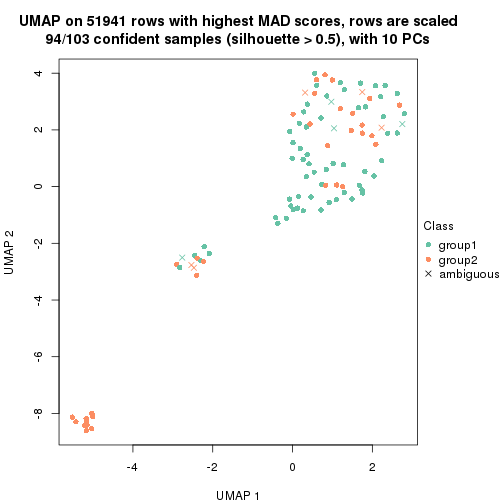 UMAP on 51941 rows with highest MAD scores, rows are scaled
94/103 confident samples (silhouette > 0.5), with 10 PCs
4
2
0
-2
-4
-6
-8
UMAP 2
-4
-2
0
2
UMAP 1
Class
group1
group2
ambiguous